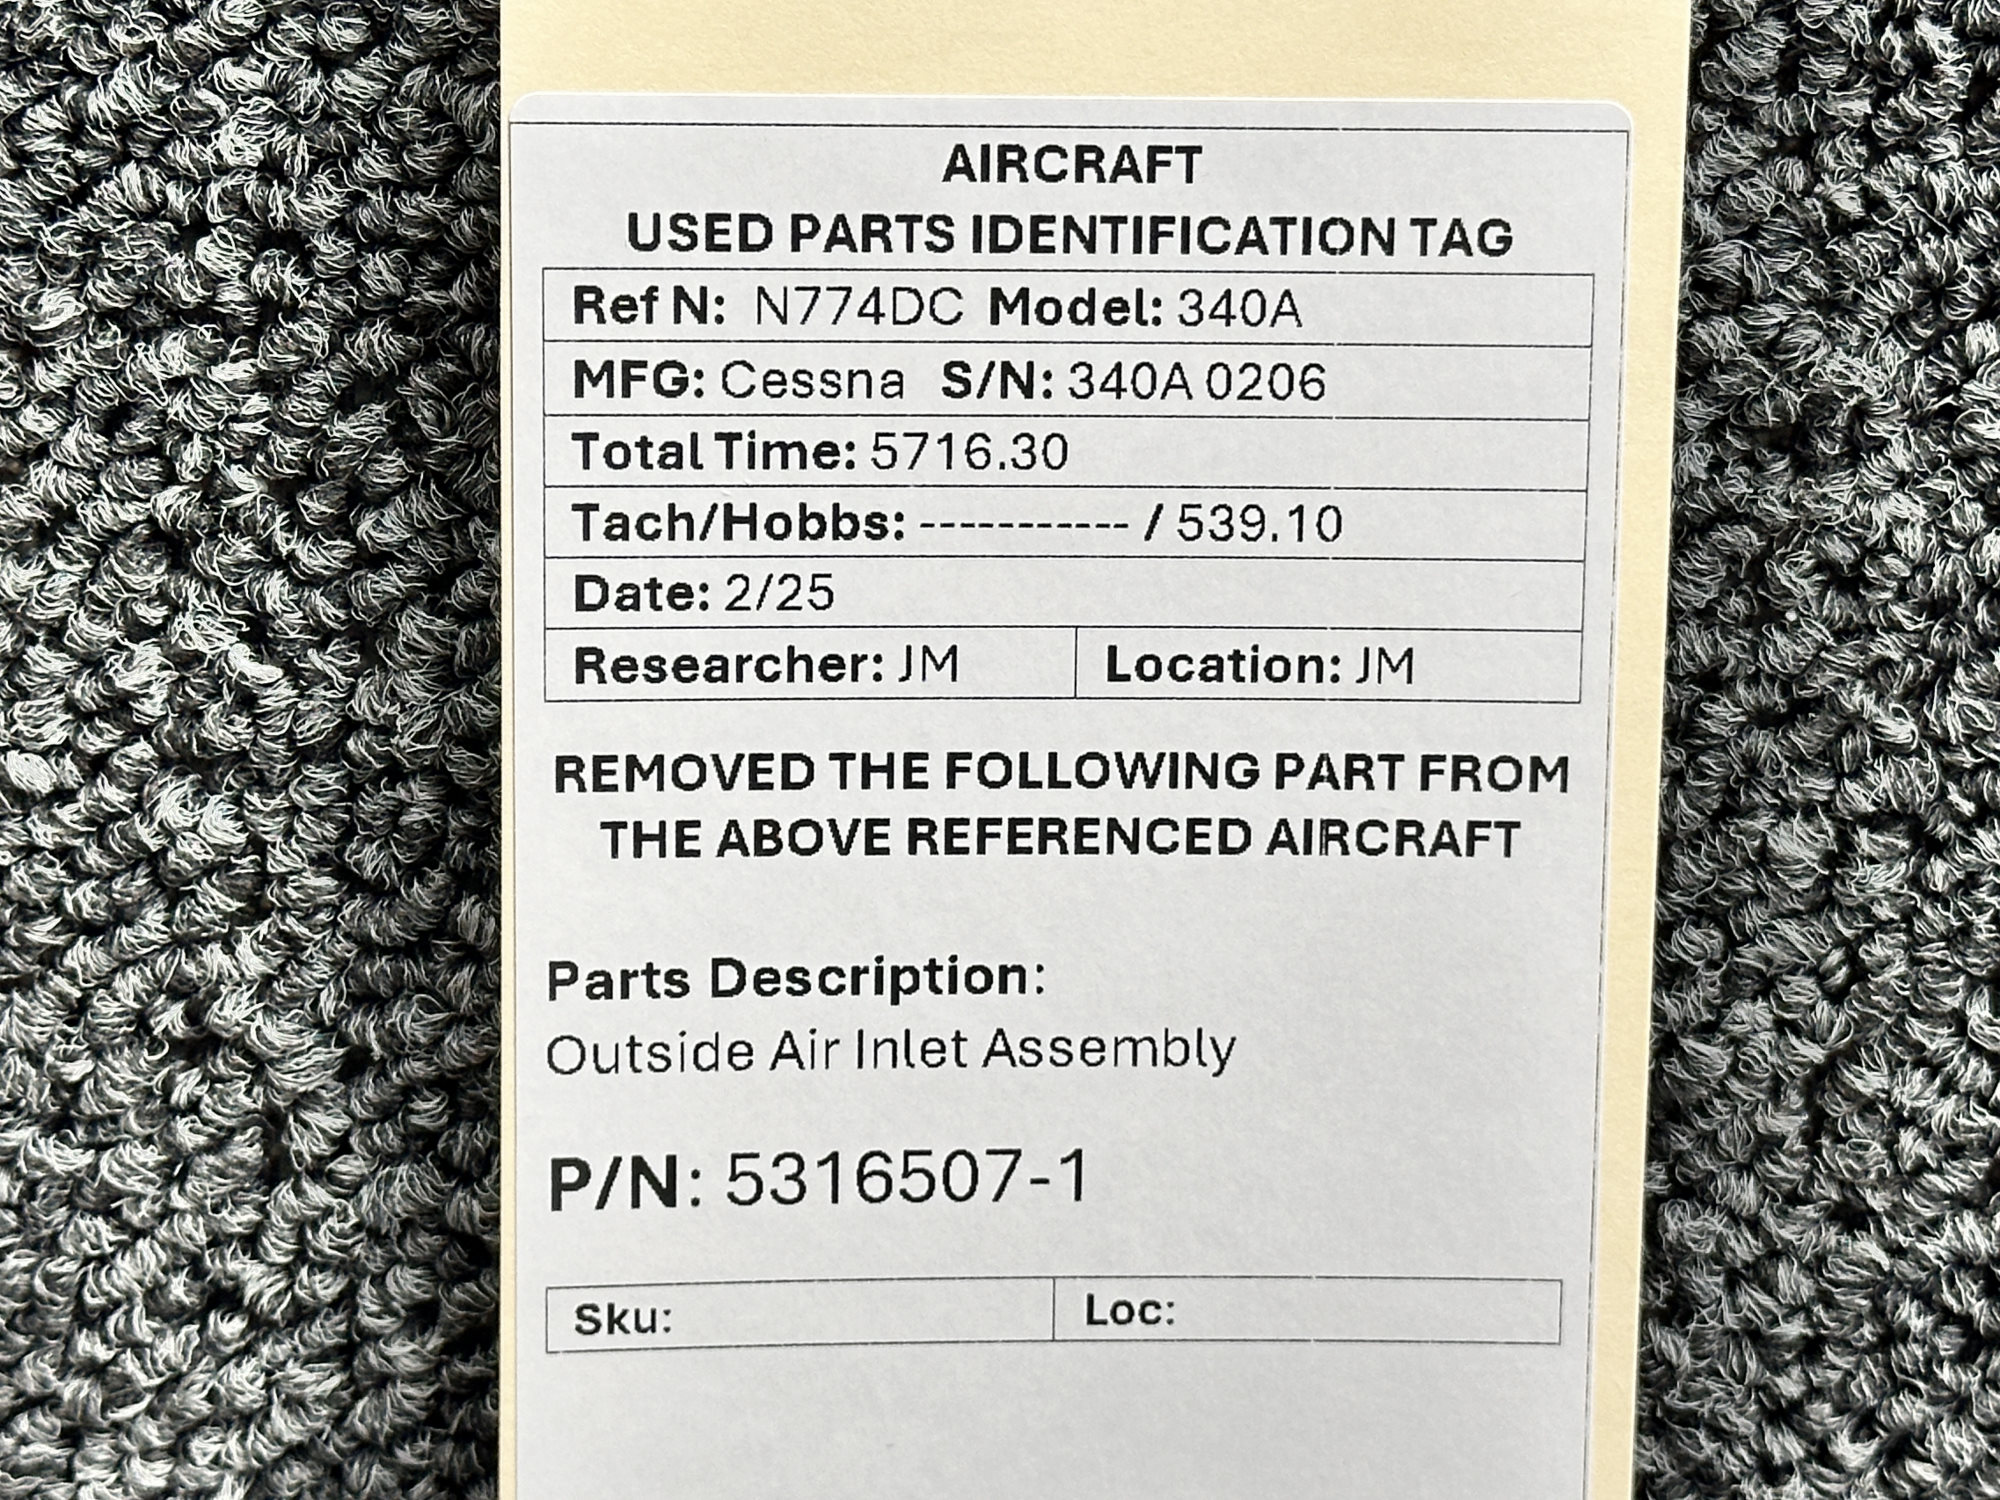 AIRCRAFT
USED PARTS IDENTIFICATION TAG
Ref N: N774DC Model: 340A
MFG: Cessna S/N: 340A 0206
Total Time: 5716.30
Tach/Hobbs: ----------- / 539.10
Date: 2/25
Researcher: JM Location: JM
REMOVED THE FOLLOWING PART FROM
THE ABOVE REFERENCED AIRCRAFT
Parts Description:
Outside Air Inlet Assembly
P/N: 5316507-1
Sku: Loc: